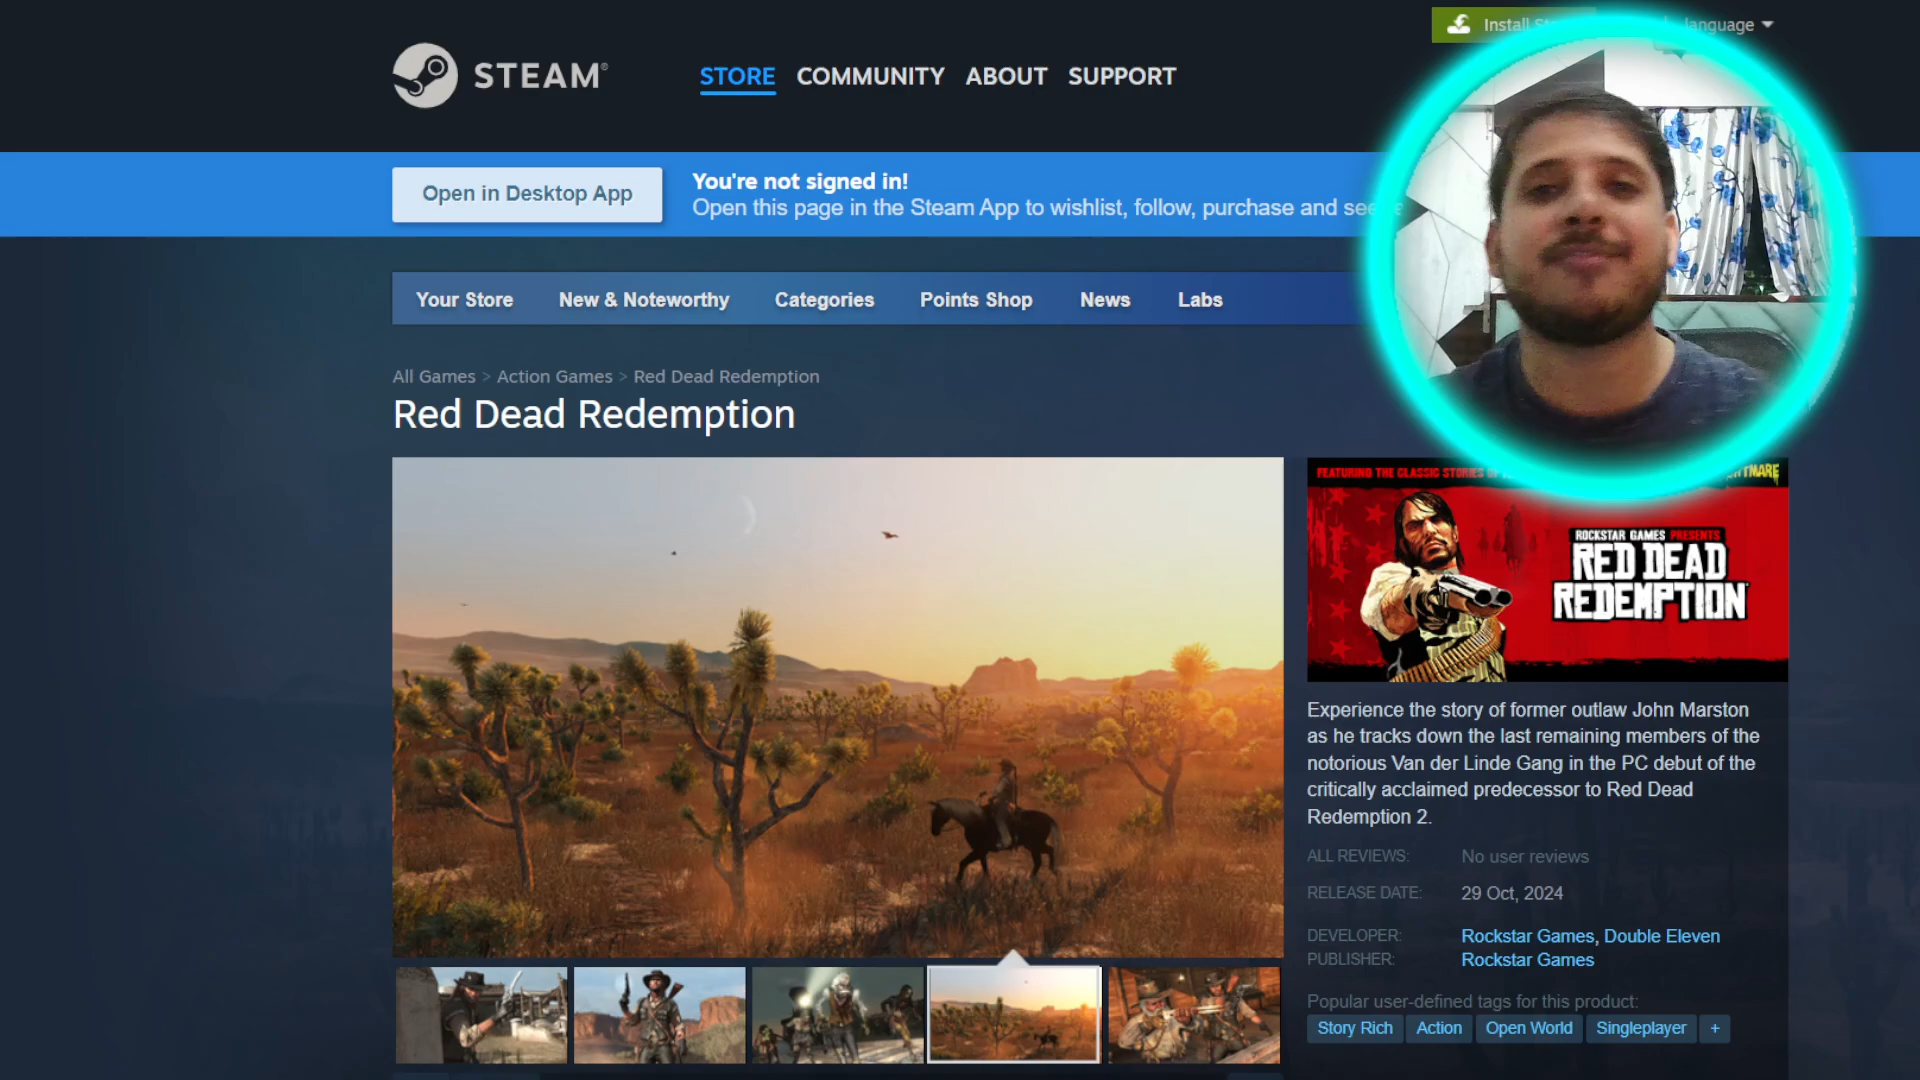 Install
language
STEAM®
STORE COMMUNITY ABOUT SUPPORT
Open in Desktop App
You're not signed in!
Open this page in the Steam App to wishlist, follow, purchase and see
Your Store New & Noteworthy Categories Points Shop News Labs
All Games > Action Games > Red Dead Redemption
Red Dead Redemption
FEATURING THE CLASSIC STORIES OF
ROCKSTAR GAMES PRESENTS
RED DEAD
REDEMPTION
Experience the story of former outlaw John Marston
as he tracks down the last remaining members of the
notorious Van der Linde Gang in the PC debut of the
critically acclaimed predecessor to Red Dead
Redemption 2.
ALL REVIEWS: No user reviews
RELEASE DATE: 29 Oct, 2024
DEVELOPER: Rockstar Games, Double Eleven
PUBLISHER: Rockstar Games
Popular user-defined tags for this product:
Story Rich Action Open World Singleplayer +